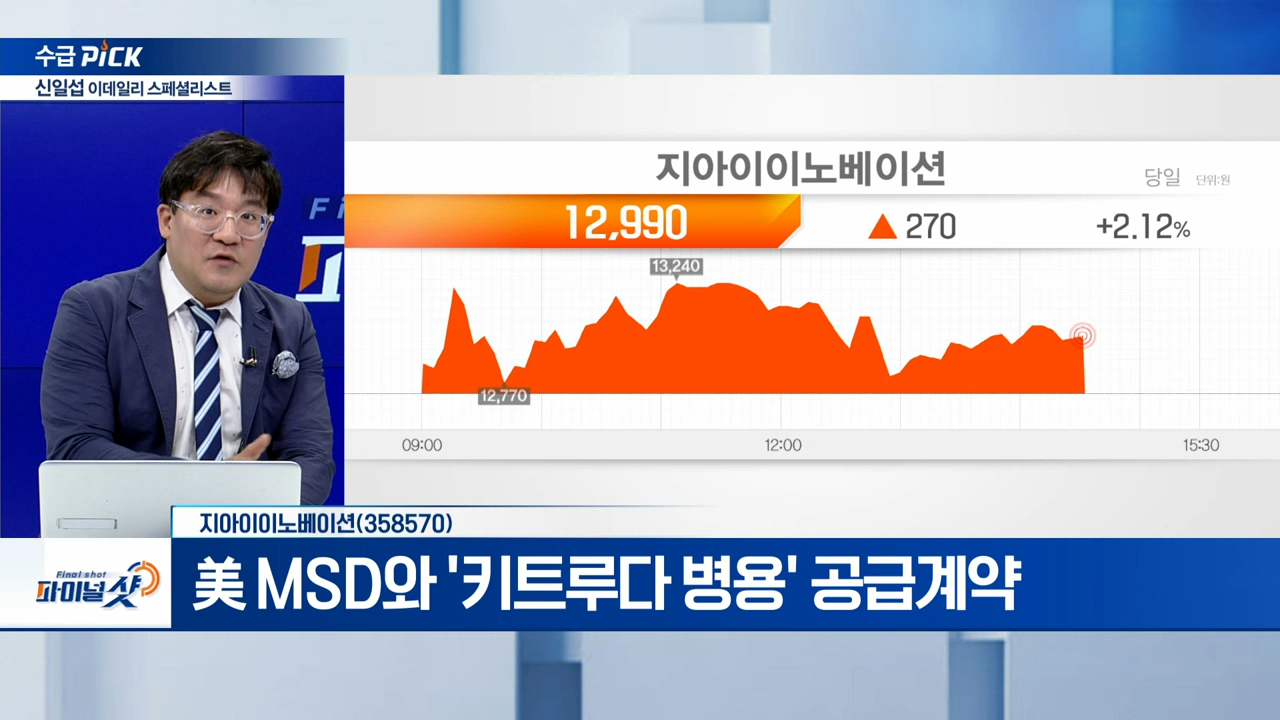 수급 PiCK
신일섭 이데일리 스페셜리스트
Fi
지아이이노베이션
당일 단위:원
12,990 ▲ 270 +2.12%
13,240
12,770
09:00 12:00 15:30
지아이이노베이션(358570)
Final shot
파이널샷
美 MSD와 '키트루다 병용' 공급계약